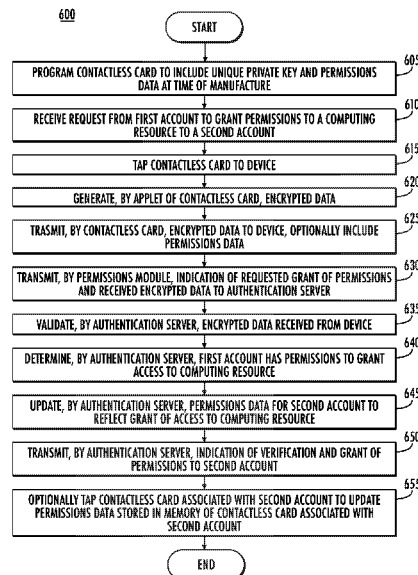 600
START
605
PROGRAM CONTACTLESS CARD TO INCLUDE UNIQUE PRIVATE KEY AND PERMISSIONS
DATA AT TIME OF MANUFACTURE
610
RECEIVE REQUEST FROM FIRST ACCOUNT TO GRANT PERMISSIONS TO A COMPUTING
RESOURCE TO A SECOND ACCOUNT
615
TAP CONTACTLESS CARD TO DEVICE
620
GENERATE, BY APPLET OF CONTACTLESS CARD, ENCRYPTED DATA
625
TRASMIT, BY CONTACTLESS CARD, ENCRYPTED DATA TO DEVICE, OPTIONALLY INCLUDE
PERMISSIONS DATA
630
TRANSMIT, BY PERMISSIONS MODULE, INDICATION OF REQUESTED GRANT OF PERMISSIONS
AND RECEIVED ENCRYPTED DATA TO AUTHENTICATION SERVER
635
VALIDATE, BY AUTHENTICATION SERVER, ENCRYPTED DATA RECEIVED FROM DEVICE
640
DETERMINE, BY AUTHENTICATION SERVER, FIRST ACCOUNT HAS PERMISSIONS TO GRANT
ACCESS TO COMPUTING RESOURCE
645
UPDATE, BY AUTHENTICATION SERVER, PERMISSIONS DATA FOR SECOND ACCOUNT TO
REFLECT GRANT OF ACCESS TO COMPUTING RESOURCE
650
TRANSMIT, BY AUTHENTICATION SERVER, INDICATION OF VERIFICATION AND GRANT OF
PERMISSIONS TO SECOND ACCOUNT
655
OPTIONALLY TAP CONTACTLESS CARD ASSOCIATED WITH SECOND ACCOUNT TO UPDATE
PERMISSIONS DATA STORED IN MEMORY OF CONTACTLESS CARD ASSOCIATED WITH
SECOND ACCOUNT
END